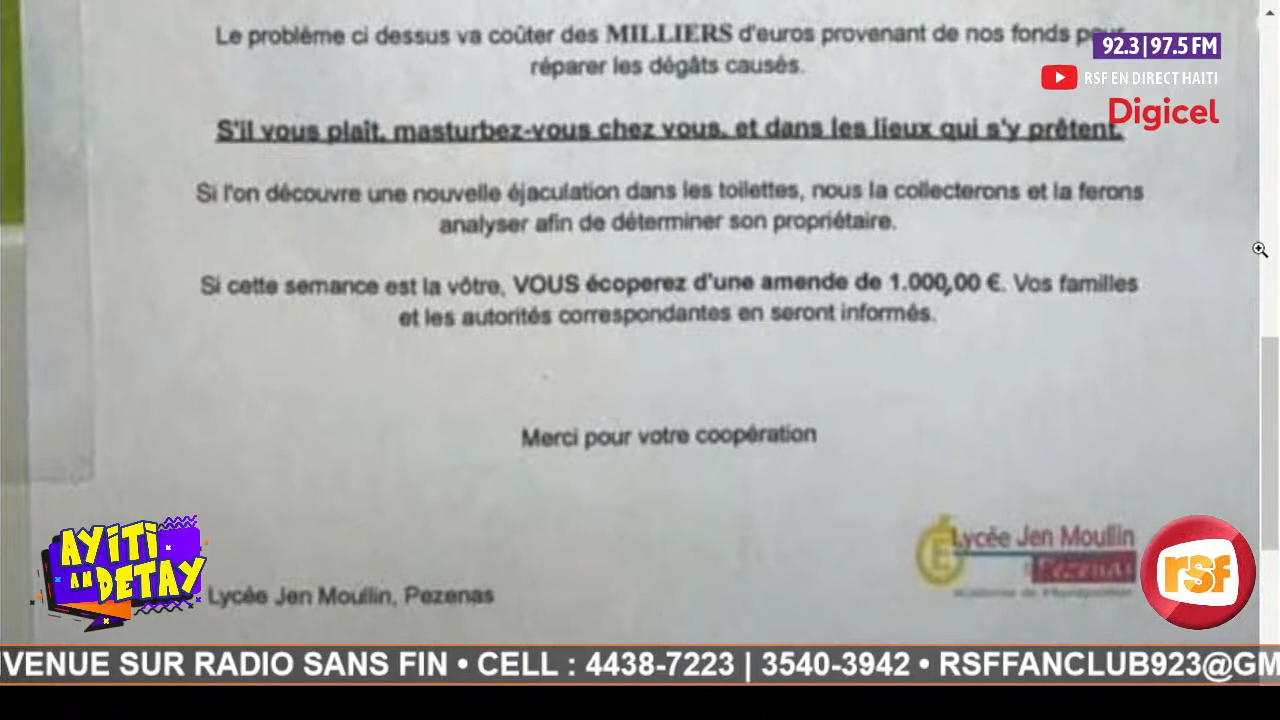 Le problème ci dessus va coûter des MILLIERS d'euros provenant de nos fonds pour
réparer les dégâts causés.
92.3|97.5 FM
RSF EN DIRECT HAITI
Digicel
S'il vous plait, masturbez-vous chez vous, et dans les lieux qui s'y prêtent.
Si l'on découvre une nouvelle éjaculation dans les toilettes, nous la collecterons et la ferons
analyser afin de déterminer son propriétaire.
Si cette semance est la vôtre, VOUS écoperez d'une amende de 1.000,00 €. Vos familles
et les autorités correspondantes en seront informés.
Merci pour votre coopération
Lycée Jen Moullin
Pezenas
rsf
AYITI
AN
DETAY
Lycée Jen Moullin, Pezenas
VENUE SUR RADIO SANS FIN • CELL : 4438-7223 | 3540-3942 • RSFFANCLUB923@GM